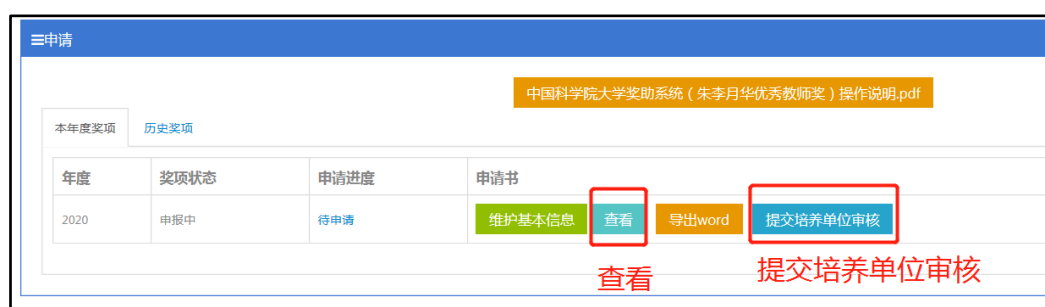 申请
中国科学院大学奖助系统（朱李月华优秀教师奖）操作说明.pdf
本年度奖项 历史奖项
年度 奖项状态 申请进度 申请书
2020 申报中 待申请 维护基本信息 查看 导出word 提交培养单位审核
查看 提交培养单位审核